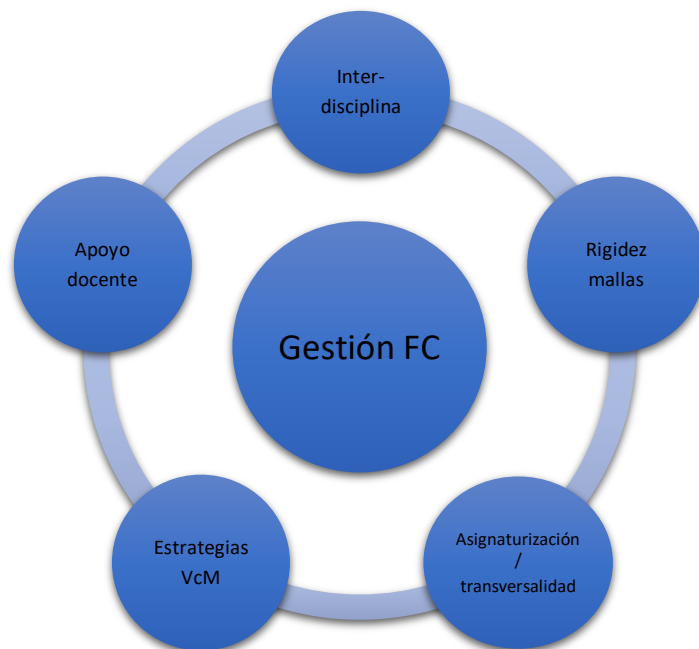 Inter-
disciplina
Rigidez
mallas
Asignaturización
/
transversalidad
Estrategias
VcM
Apoyo
docente
Gestión FC